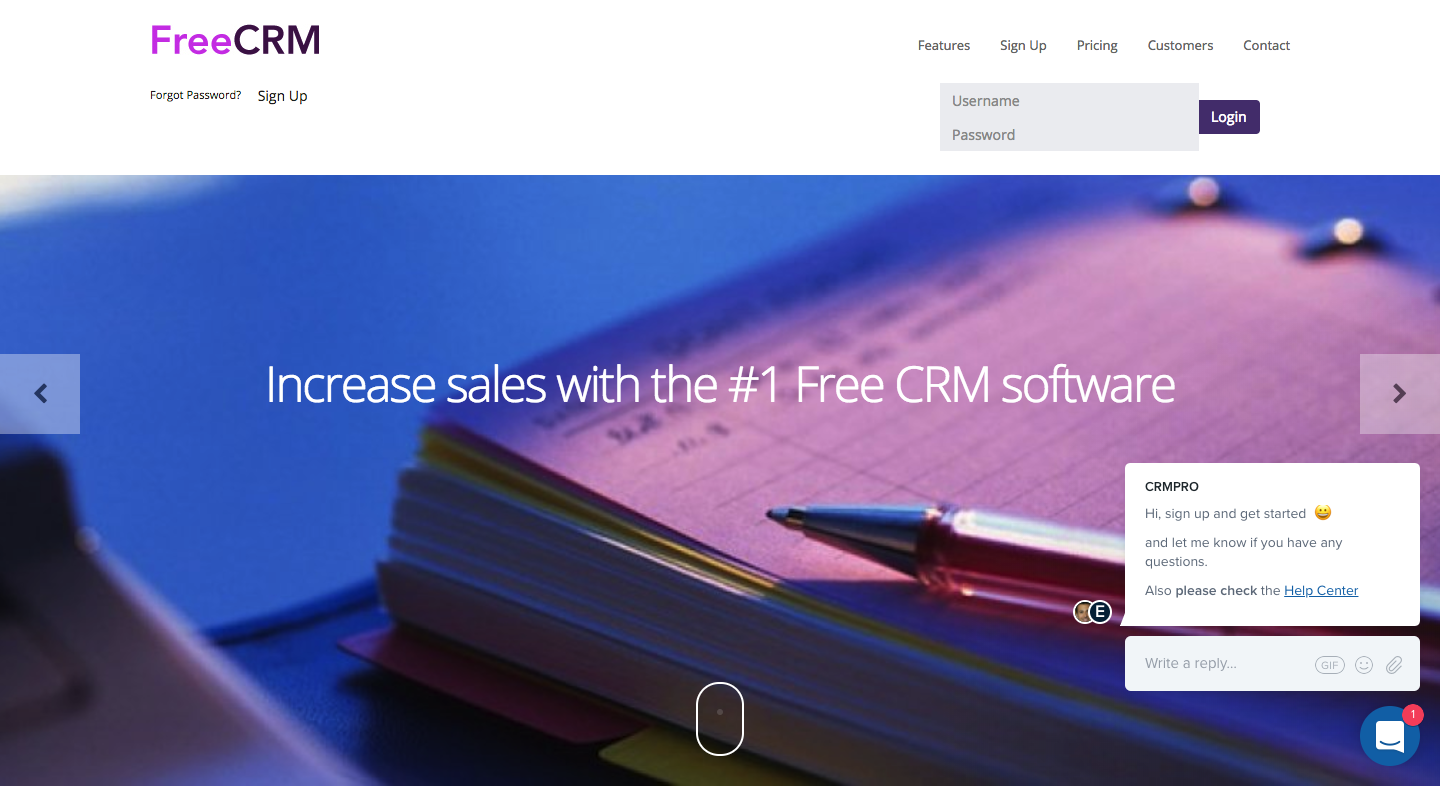 FreeCRM
Features Sign Up Pricing Customers Contact
Forgot Password? Sign Up
Username
Password
Login
Increase sales with the #1 Free CRM software
CRMPRO
Hi, sign up and get started 😀
and let me know if you have any
questions.
Also please check the Help Center
E
Write a reply...
GIF
1